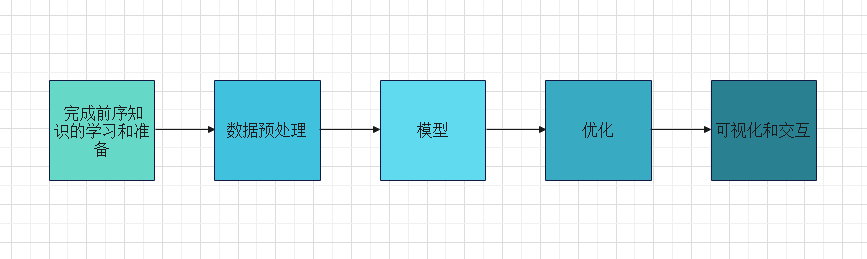 完成前序知
识的学习和准
备
数据预处理
模型
优化
可视化和交互